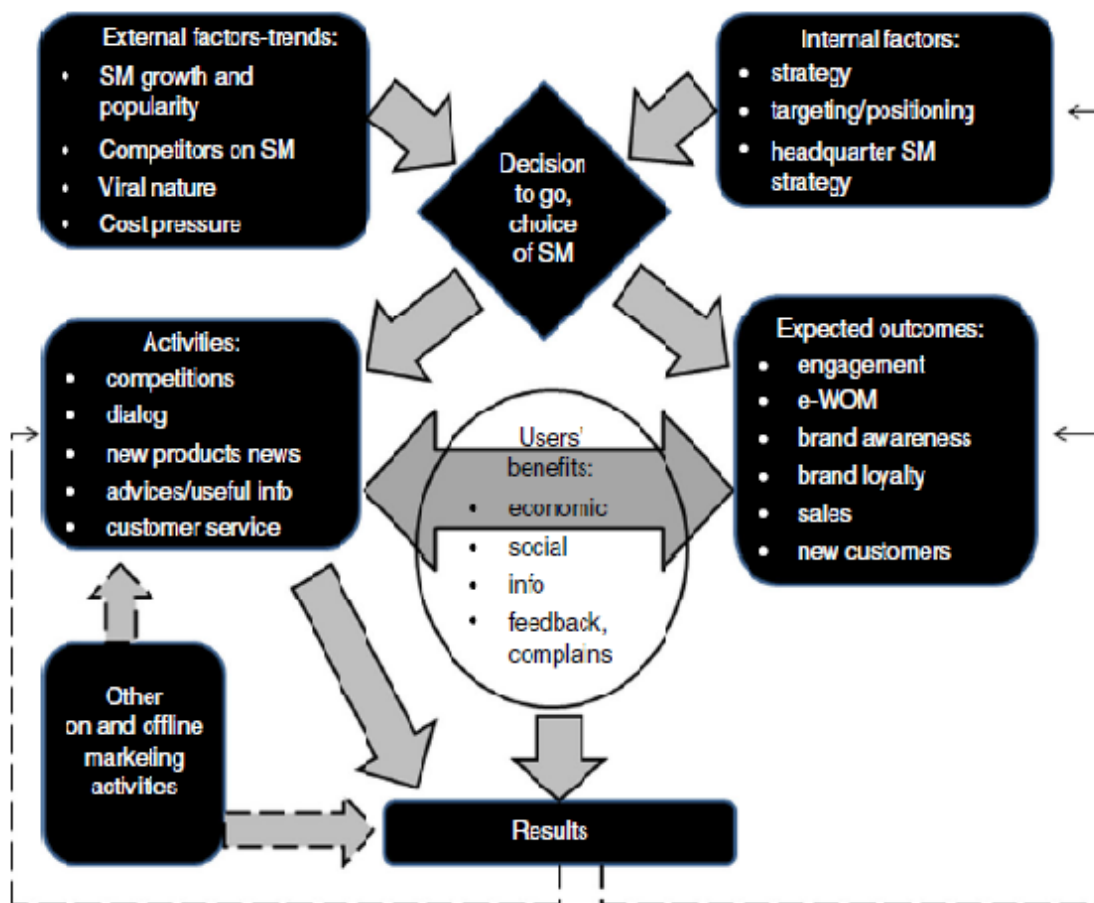 External factors-trends:
• SM growth and
popularity
• Competitors on SM
• Viral nature
• Cost pressure
Internal factors:
• strategy
• targeting/positioning
• headquarter SM
strategy
Decision
to go,
choice
of SM
Activities:
• competitions
• dialog
• new products news
• advices/useful info
• customer service
Users'
benefits:
• economic
• social
• info
• feedback,
complains
Expected outcomes:
• engagement
• e-WOM
• brand awareness
• brand loyalty
• sales
• new customers
Other
on and offline
marketing
activities
Results